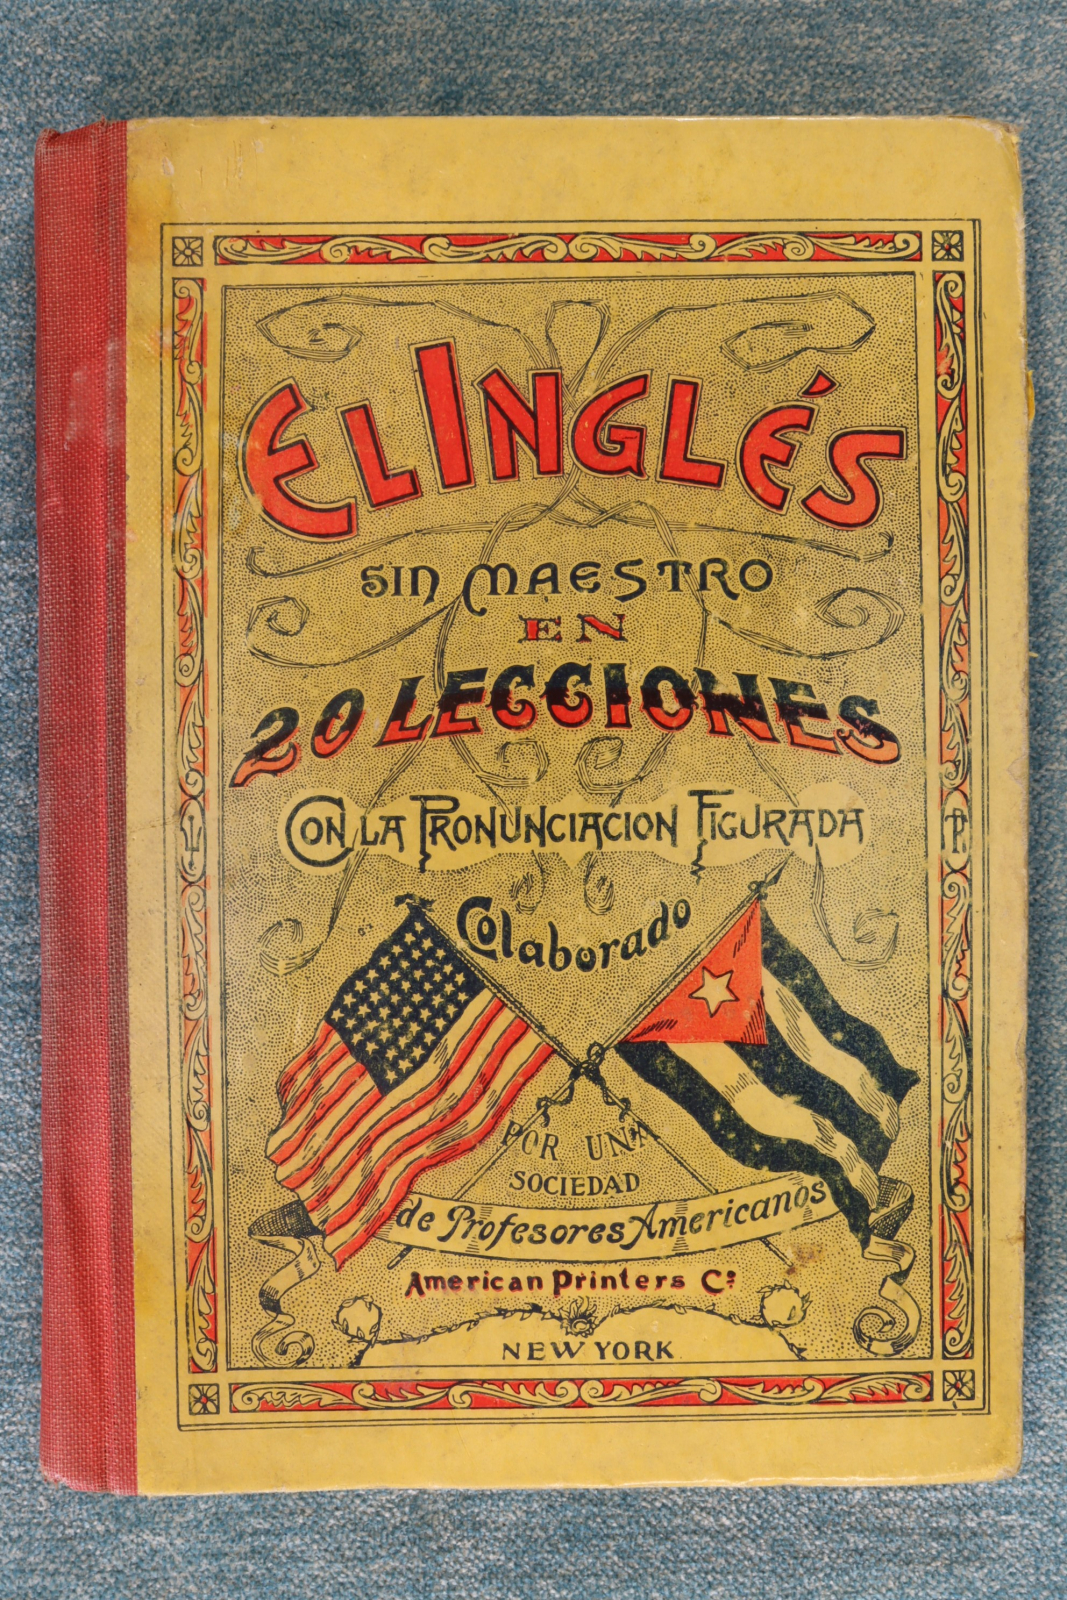 El Inglés
sin maestro
EN
20 LECCIONES
Con la Pronunciacion Figurada
Colaborado
POR UNA
SOCIEDAD
de Profesores Americanos
American Printers Co
NEW YORK